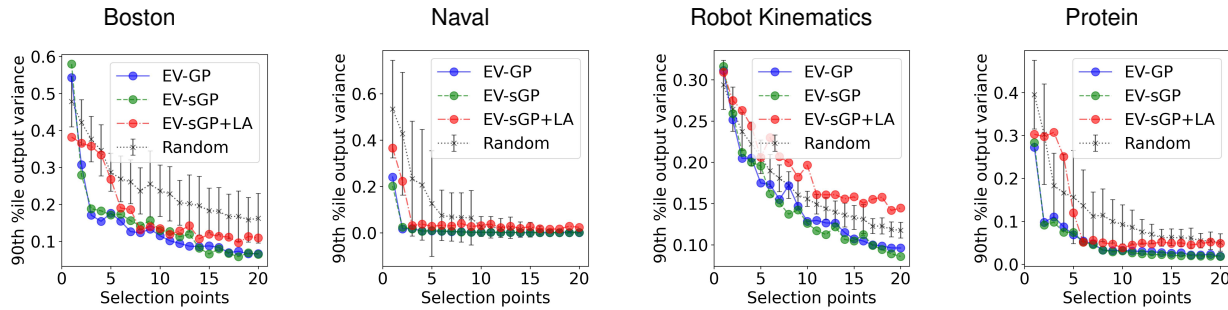 Boston
90th %ile output variance
0.6
0.5
0.4
0.3
0.2
0.1
EV-GP
EV-sGP
EV-sGP+LA
Random
0
5
10
15
20
Selection points
Naval
90th %ile output variance
0.6
0.4
0.2
0.0
EV-GP
EV-sGP
EV-sGP+LA
Random
0
5
10
15
20
Selection points
Robot Kinematics
90th %ile output variance
0.30
0.25
0.20
0.15
0.10
EV-GP
EV-sGP
EV-sGP+LA
Random
0
5
10
15
20
Selection points
Protein
90th %ile output variance
0.4
0.3
0.2
0.1
0.0
EV-GP
EV-sGP
EV-sGP+LA
Random
0
5
10
15
20
Selection points